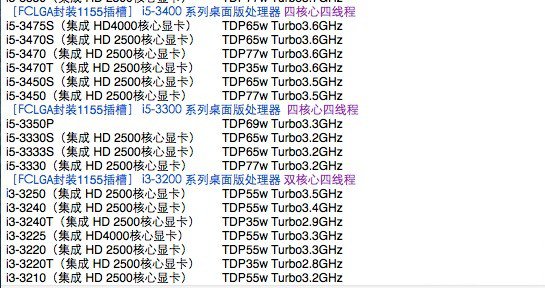 ［FCLGA封装1155插槽］ i5-3400 系列桌面版处理器 四核心四线程
i5-3475S（集成 HD4000核心显卡） TDP65w Turbo3.6GHz
i5-3470S（集成 HD 2500核心显卡） TDP65w Turbo3.6GHz
i5-3470（集成 HD 2500核心显卡） TDP77w Turbo3.6GHz
i5-3470T（集成 HD 2500核心显卡） TDP35w Turbo3.6GHz
i5-3450S（集成 HD 2500核心显卡） TDP65w Turbo3.5GHz
i5-3450（集成 HD 2500核心显卡） TDP77w Turbo3.5GHz
［FCLGA封装1155插槽］ i5-3300 系列桌面版处理器 四核心四线程
i5-3350P TDP69w Turbo3.3GHz
i5-3330S（集成 HD 2500核心显卡） TDP65w Turbo3.2GHz
i5-3333S（集成 HD 2500核心显卡） TDP65w Turbo3.2GHz
i5-3330（集成 HD 2500核心显卡） TDP77w Turbo3.2GHz
［FCLGA封装1155插槽］ i3-3200 系列桌面版处理器 双核心四线程
i3-3250（集成 HD 2500核心显卡） TDP55w Turbo3.5GHz
i3-3240（集成 HD 2500核心显卡） TDP55w Turbo3.4GHz
i3-3240T（集成 HD 2500核心显卡） TDP35w Turbo2.9GHz
i3-3225（集成 HD4000核心显卡） TDP55w Turbo3.3GHz
i3-3220（集成 HD 2500核心显卡） TDP55w Turbo3.3GHz
i3-3220T（集成 HD 2500核心显卡） TDP35w Turbo2.8GHz
i3-3210（集成 HD 2500核心显卡） TDP55w Turbo3.2GHz